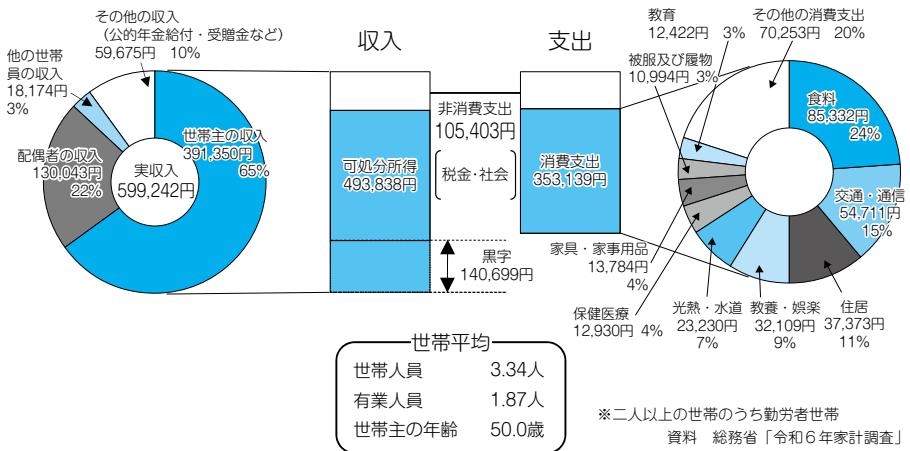 その他の収入
（公的年金給付・受贈金など）
59,675円 10%
他の世帯
員の収入
18,174円
3%
配偶者の収入
130,043円
22%
世帯主の収入
391,350円
65%
実収入
599,242円
収入
支出
可処分所得
493,838円
黒字
140,699円
非消費支出
105,403円
税金・社会
消費支出
353,139円
教育
12,422円 3%
被服及び履物
10,994円 3%
その他の消費支出
70,253円 20%
食料
85,332円
24%
交通・通信
54,711円
15%
住居
37,373円
11%
教養・娯楽
32,109円
9%
光熱・水道
23,230円
7%
保健医療
12,930円 4%
家具・家事用品
13,784円
4%
世帯平均
世帯人員 3.34人
有業人員 1.87人
世帯主の年齢 50.0歳
※二人以上の世帯のうち勤労者世帯
資料 総務省「令和６年家計調査」